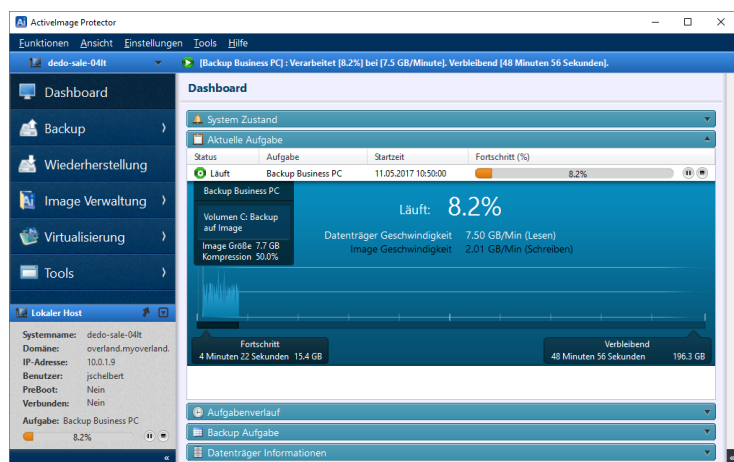 Ai ActiveImage Protector
Funktionen Ansicht Einstellungen Tools Hilfe
dedo-sale-04lt
[Backup Business PC] : Verarbeitet [8.2%] bei [7.5 GB/Minute]. Verbleibend [48 Minuten 56 Sekunden].
Dashboard
Backup
Wiederherstellung
Image Verwaltung
Virtualisierung
Tools
Lokaler Host
Systemname: dedo-sale-04lt
Domäne: overland.myoverland.
IP-Adresse: 10.0.1.9
Benutzer: jschelbert
PreBoot: Nein
Verbunden: Nein
Aufgabe: Backup Business PC
8.2%
«
Dashboard
System Zustand
Aktuelle Aufgabe
Status Aufgabe Startzeit Fortschritt (%)
Läuft Backup Business PC 11.05.2017 10:50:00 8.2%
Backup Business PC
Volumen C: Backup
auf Image
Image Größe 7.7 GB
Kompression 50.0%
Läuft: 8.2%
Datenträger Geschwindigkeit 7.50 GB/Min (Lesen)
Image Geschwindigkeit 2.01 GB/Min (Schreiben)
Fortschritt
4 Minuten 22 Sekunden 15.4 GB
Verbleibend
48 Minuten 56 Sekunden 196.3 GB
Aufgabenverlauf
Backup Aufgabe
Datenträger Informationen
«